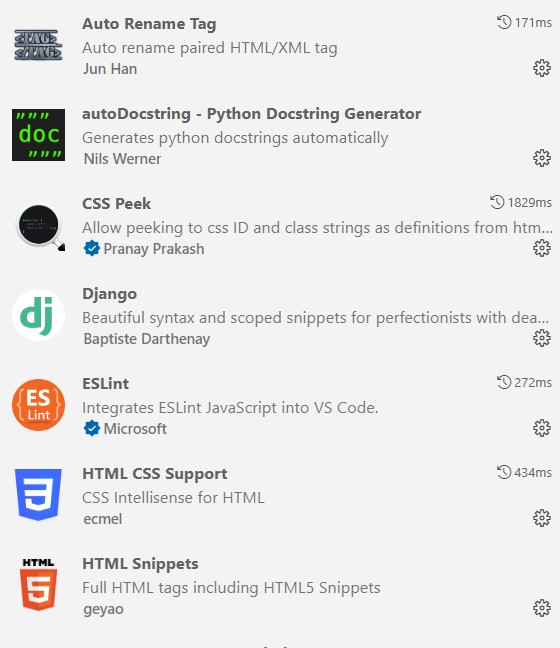 Auto Rename Tag
171ms
Auto rename paired HTML/XML tag
Jun Han
""" 
doc
"""
autoDocstring - Python Docstring Generator
Generates python docstrings automatically
Nils Werner
CSS Peek
1829ms
Allow peeking to css ID and class strings as definitions from htm...
Pranay Prakash
dj
Django
Beautiful syntax and scoped snippets for perfectionists with dea...
Baptiste Darthenay
{ES}
Lint
ESLint
272ms
Integrates ESLint JavaScript into VS Code.
Microsoft
HTML CSS Support
434ms
CSS Intellisense for HTML
ecmel
HTML
5
HTML Snippets
Full HTML tags including HTML5 Snippets
geyao